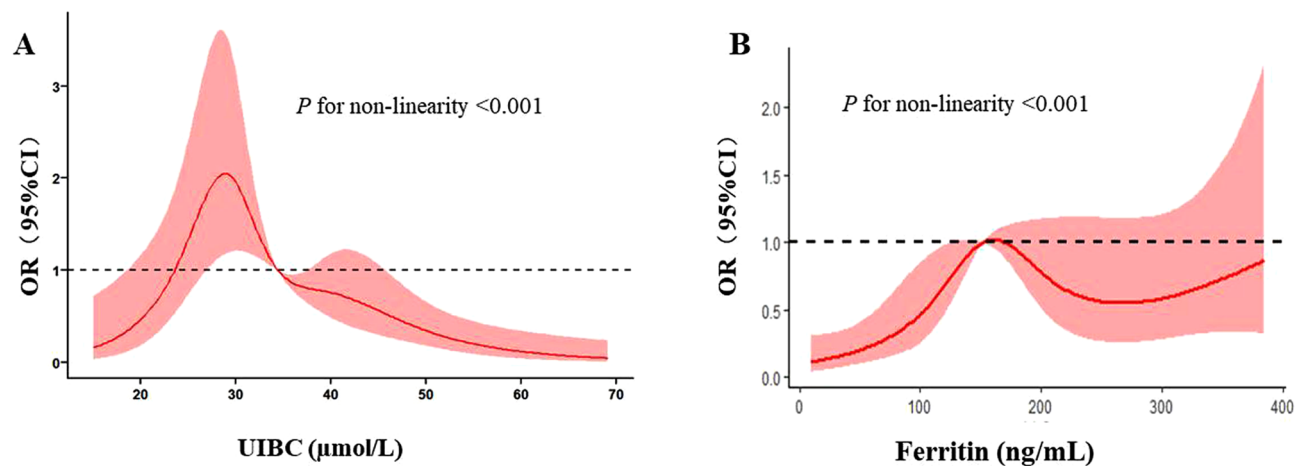 A
P for non-linearity <0.001
OR (95%CI)
3
2
1
0
20 30 40 50 60 70
UIBC (μmol/L)
B
P for non-linearity <0.001
OR (95%CI)
2.0
1.5
1.0
0.5
0.0
0 100 200 300 400
Ferritin (ng/mL)